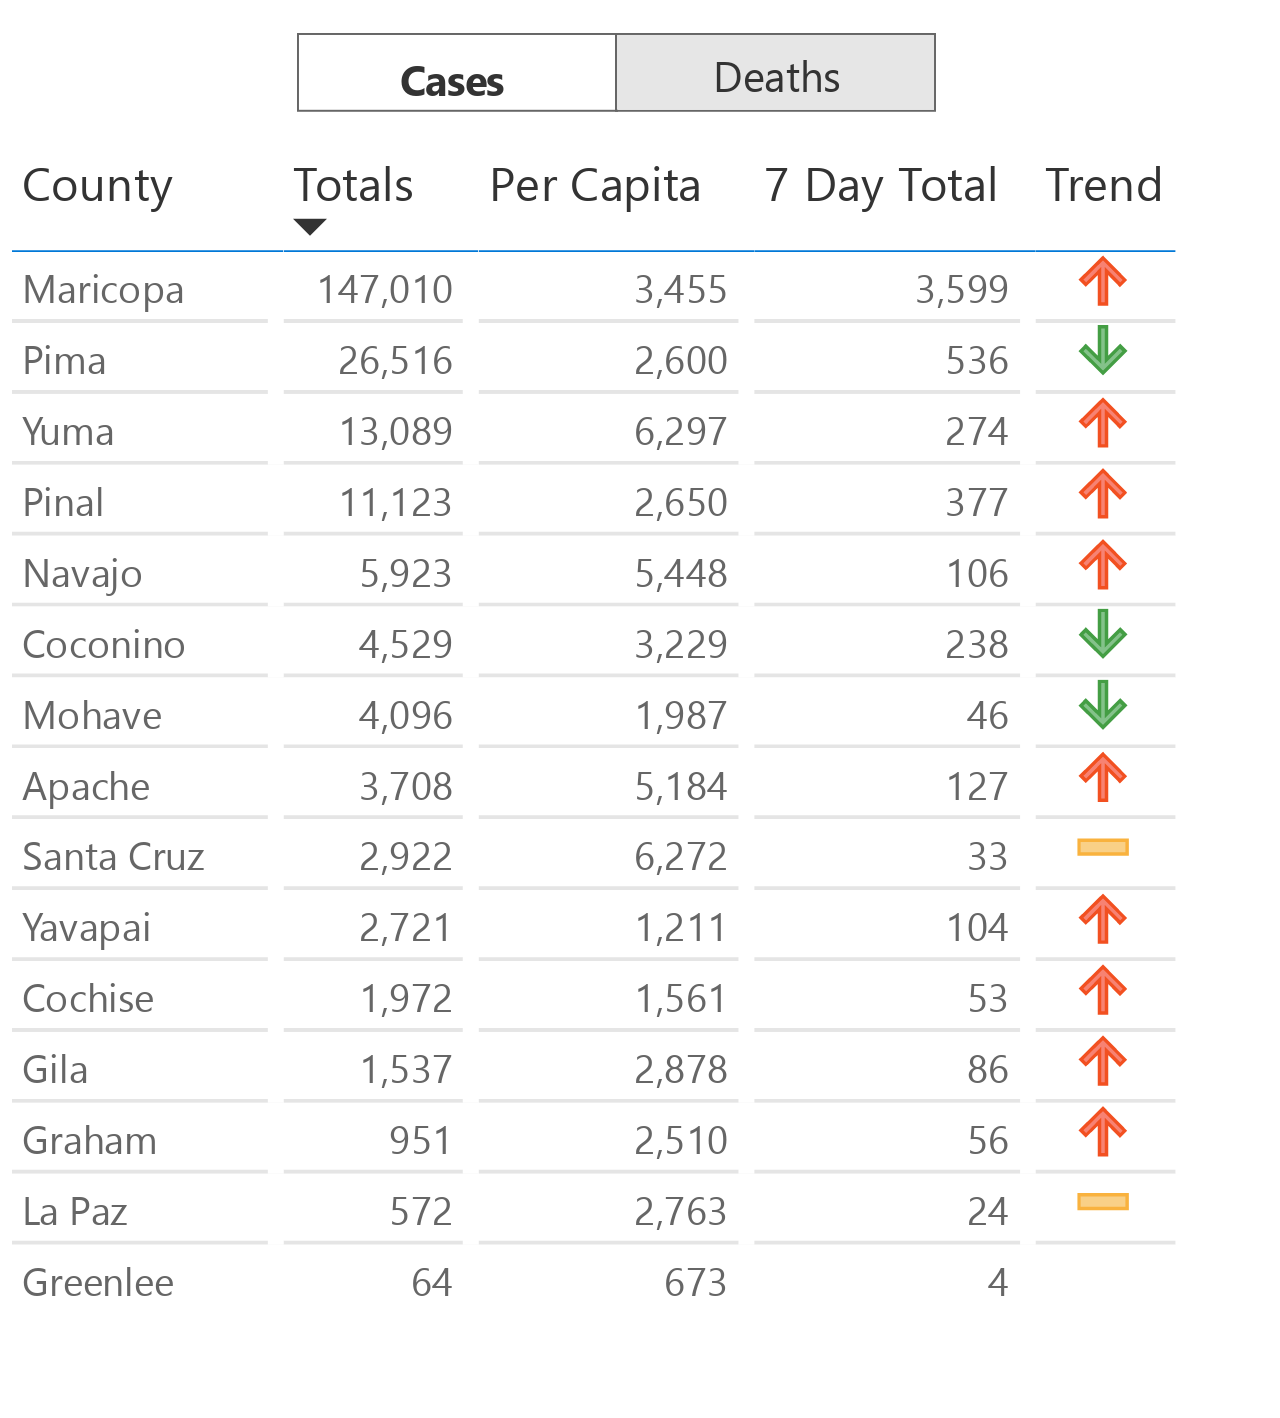 Cases Deaths
County Totals Per Capita 7 Day Total Trend
Maricopa 147,010 3,455 3,599
Pima 26,516 2,600 536
Yuma 13,089 6,297 274
Pinal 11,123 2,650 377
Navajo 5,923 5,448 106
Coconino 4,529 3,229 238
Mohave 4,096 1,987 46
Apache 3,708 5,184 127
Santa Cruz 2,922 6,272 33
Yavapai 2,721 1,211 104
Cochise 1,972 1,561 53
Gila 1,537 2,878 86
Graham 951 2,510 56
La Paz 572 2,763 24
Greenlee 64 673 4